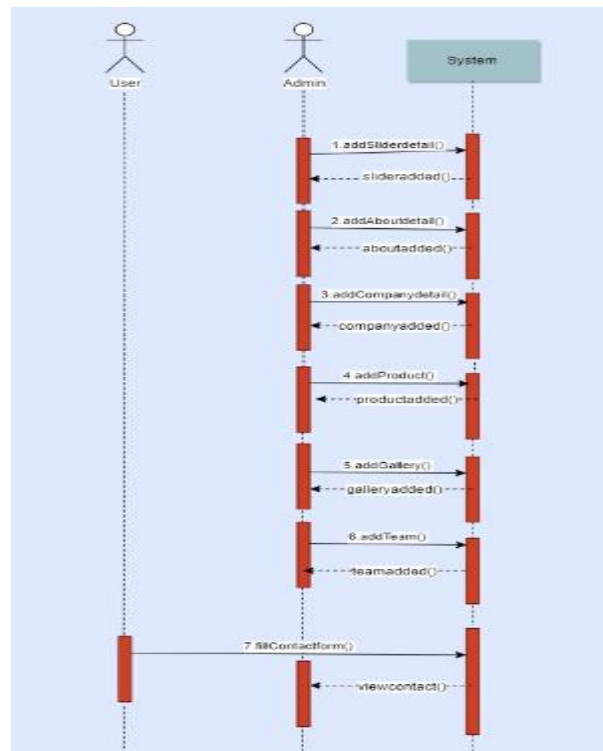 User
Admin
System
1.addSliderdetail()
slideradded()
2.addAboutdetail()
aboutadded()
3.addCompanydetail()
companyadded()
4.addProduct()
productadded()
5.addGallery()
galleryadded()
6.addTeam()
teamadded()
7.fillContactform()
viewcontact()